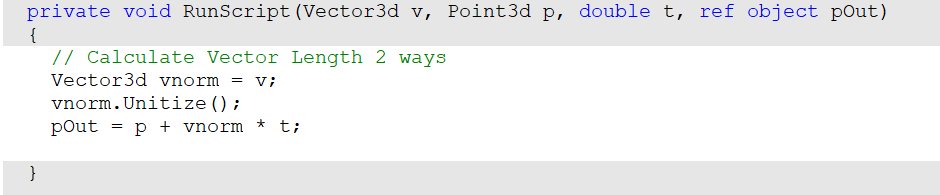 private void RunScript(Vector3d v, Point3d p, double t, ref object pOut)
{
// Calculate Vector Length 2 ways
Vector3d vnorm = v;
vnorm.Unitize();
pOut = p + vnorm * t;
}